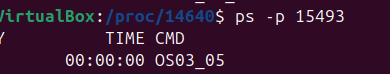 VirtualBox:/proc/14640$ ps -p 15493
Y TIME CMD
00:00:00 OS03_05